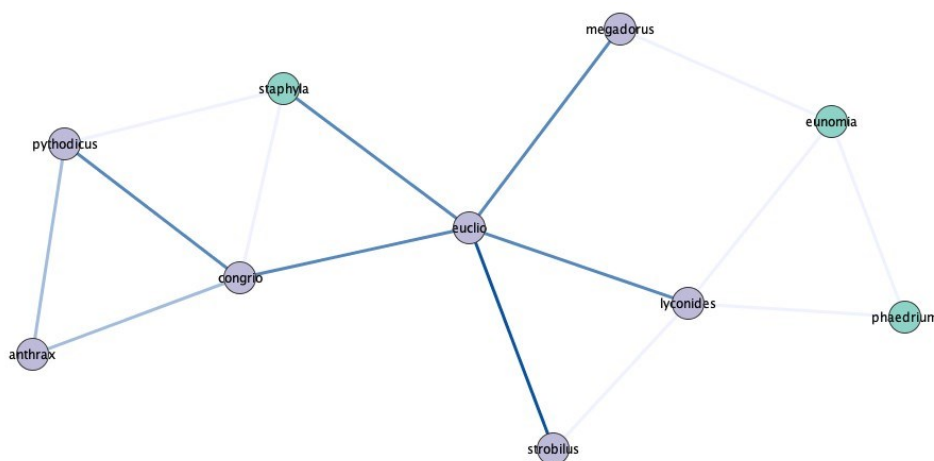 megadorus
staphyla
eunomia
pythodicus
euclio
congrio
lyconides
phaedrium
anthrax
strobilus